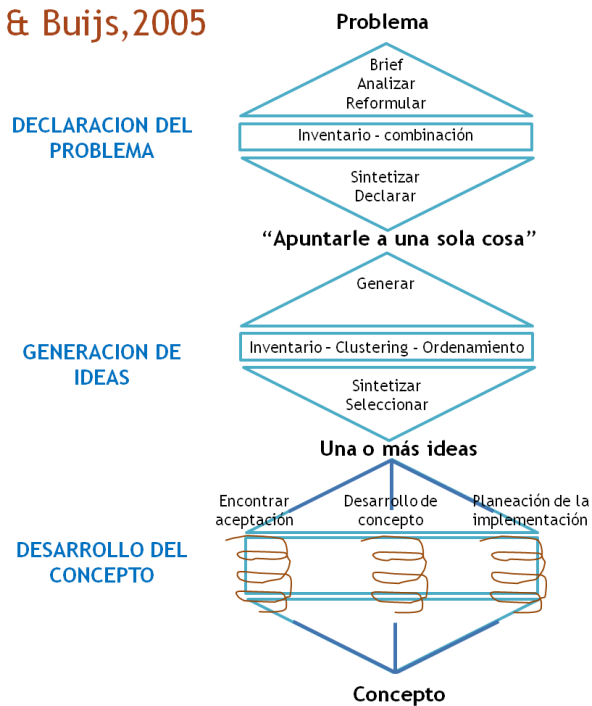 & Buijs,2005
Problema
Brief
Analizar
Reformular
DECLARACION DEL
PROBLEMA
Inventario - combinación
Sintetizar
Declarar
“Apuntarle a una sola cosa”
Generar
GENERACION DE
IDEAS
Inventario - Clustering - Ordenamiento
Sintetizar
Seleccionar
Una o más ideas
Encontrar
aceptación
Desarrollo de
concepto
Planeación de la
implementación
DESARROLLO DEL
CONCEPTO
Concepto